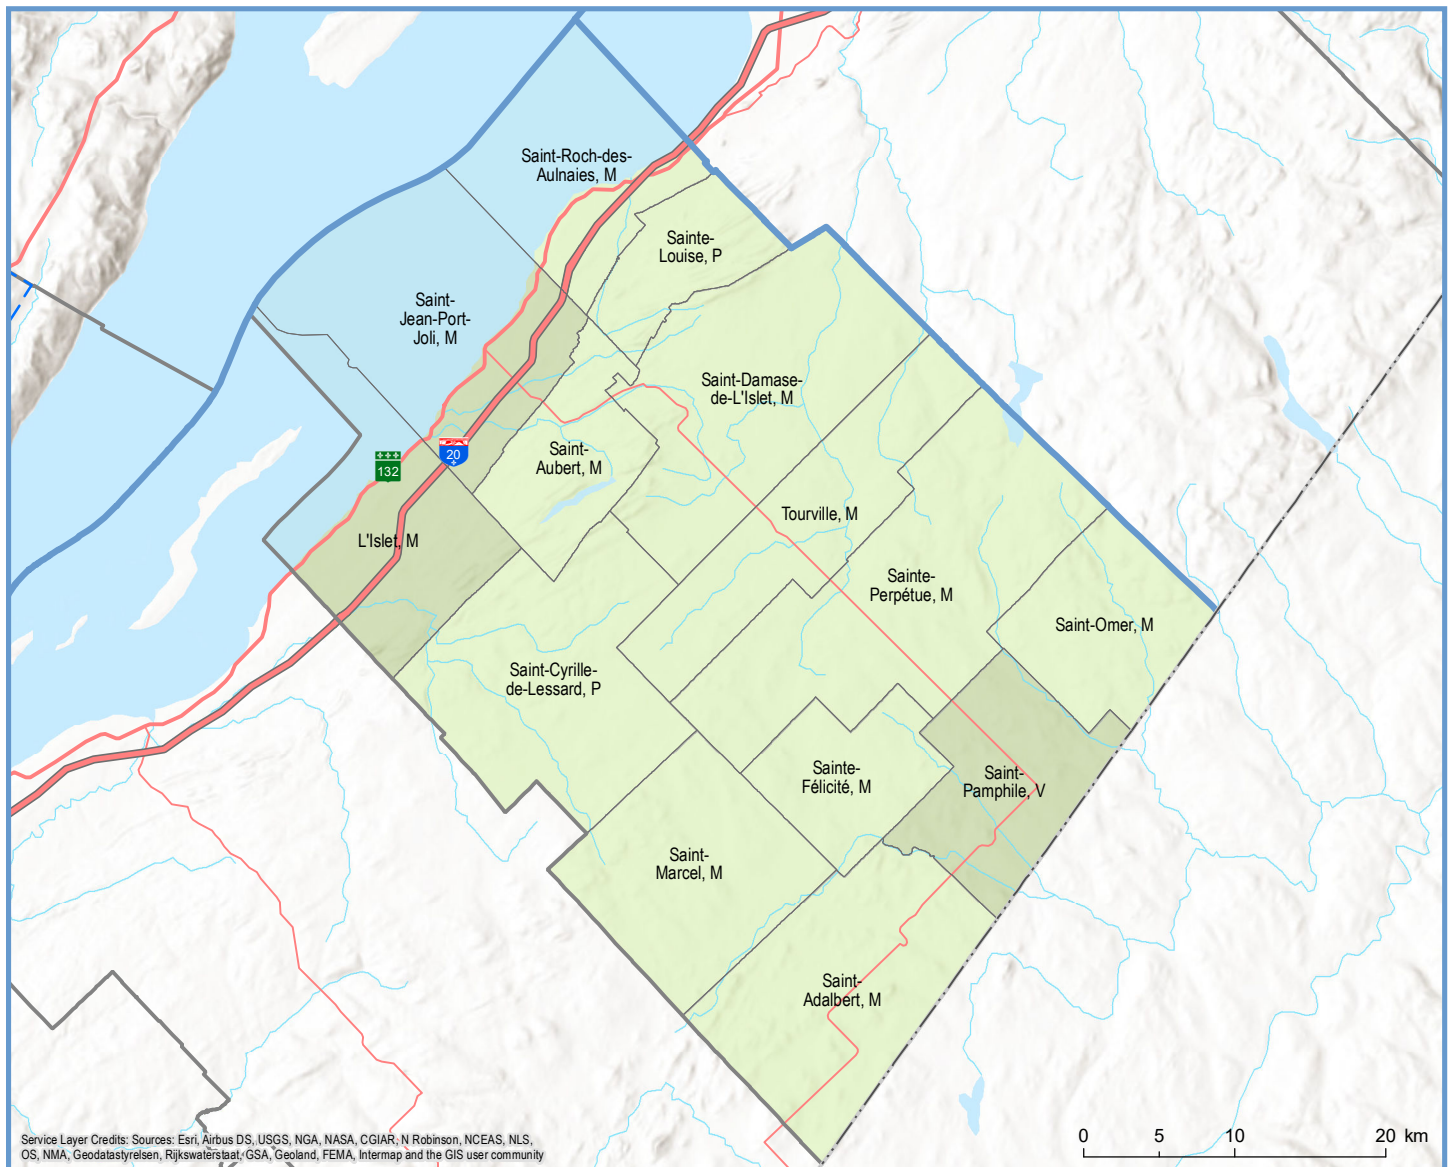 Saint-Roch-des-
Aulnaies, M
Sainte-
Louise, P
Saint-
Jean-Port-
Joli, M
Saint-Damase-
de-L'Islet, M
20
Saint-
Aubert, M
132
Tourville, M
L'Islet, M
Sainte-
Perpétue, M
Saint-Omer, M
Saint-Cyrille-
de-Lessard, P
Sainte-
Félicité, M
Saint-
Pamphile, V
Saint-
Marcel, M
Saint-
Adalbert, M
0 5 10 20 km
Service Layer Credits: Sources: Esri, Airbus DS, USGS, NGA, NASA, CGIAR, N Robinson, NCEAS, NLS,
OS, NMA, Geodatastyrelsen, Rijkswaterstaat, GSA, Geoland, FEMA, Intermap and the GIS user community